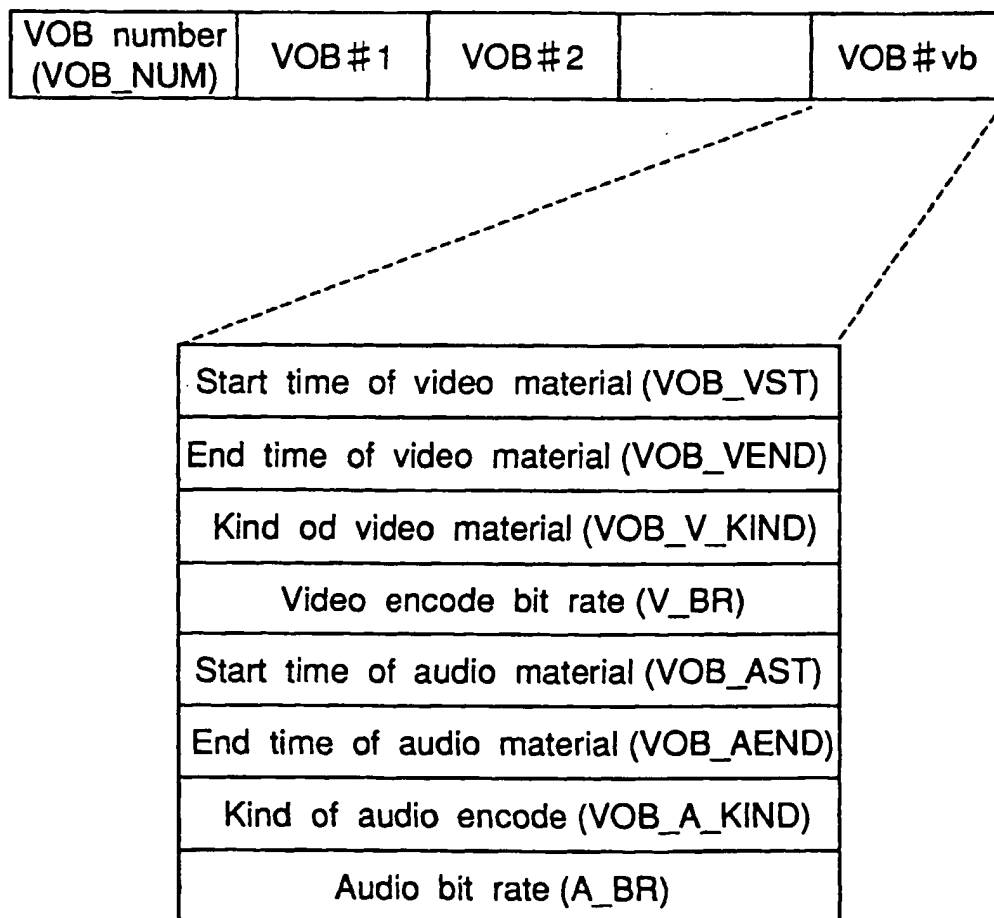 VOB number
(VOB_NUM)
VOB#1
VOB#2
VOB#vb
Start time of video material (VOB_VST)
End time of video material (VOB_VEND)
Kind od video material (VOB_V_KIND)
Video encode bit rate (V_BR)
Start time of audio material (VOB_AST)
End time of audio material (VOB_AEND)
Kind of audio encode (VOB_A_KIND)
Audio bit rate (A_BR)